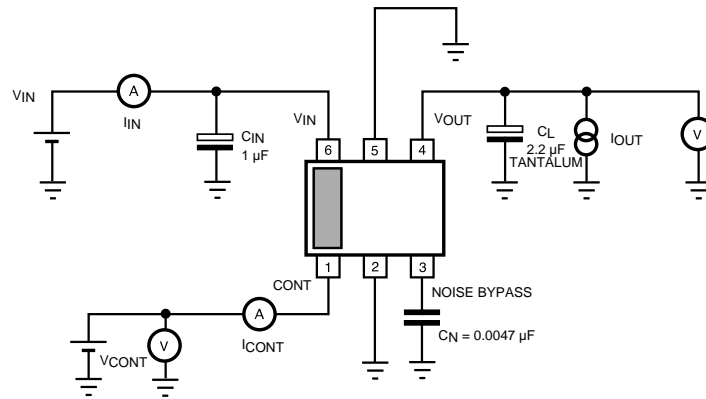 A
VIN
IIN
CIN
1 µF
VIN
VOUT
CL
2.2 µF
TANTALUM
IOUT
V
6
5
4
1
2
3
CONT
NOISE BYPASS
CN = 0.0047 µF
A
ICONT
VCONT
V